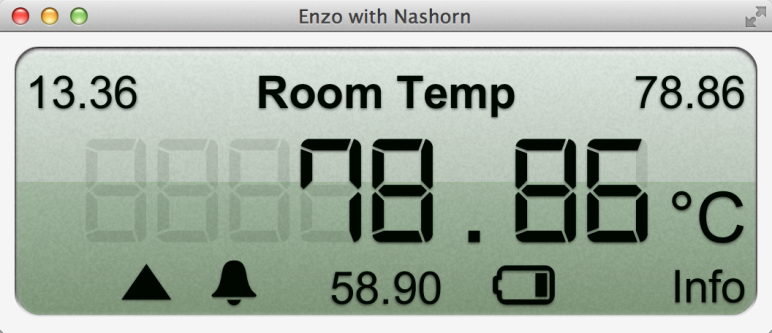 Enzo with Nashorn
13.36 Room Temp 78.86
78.86 °C
58.90 Info